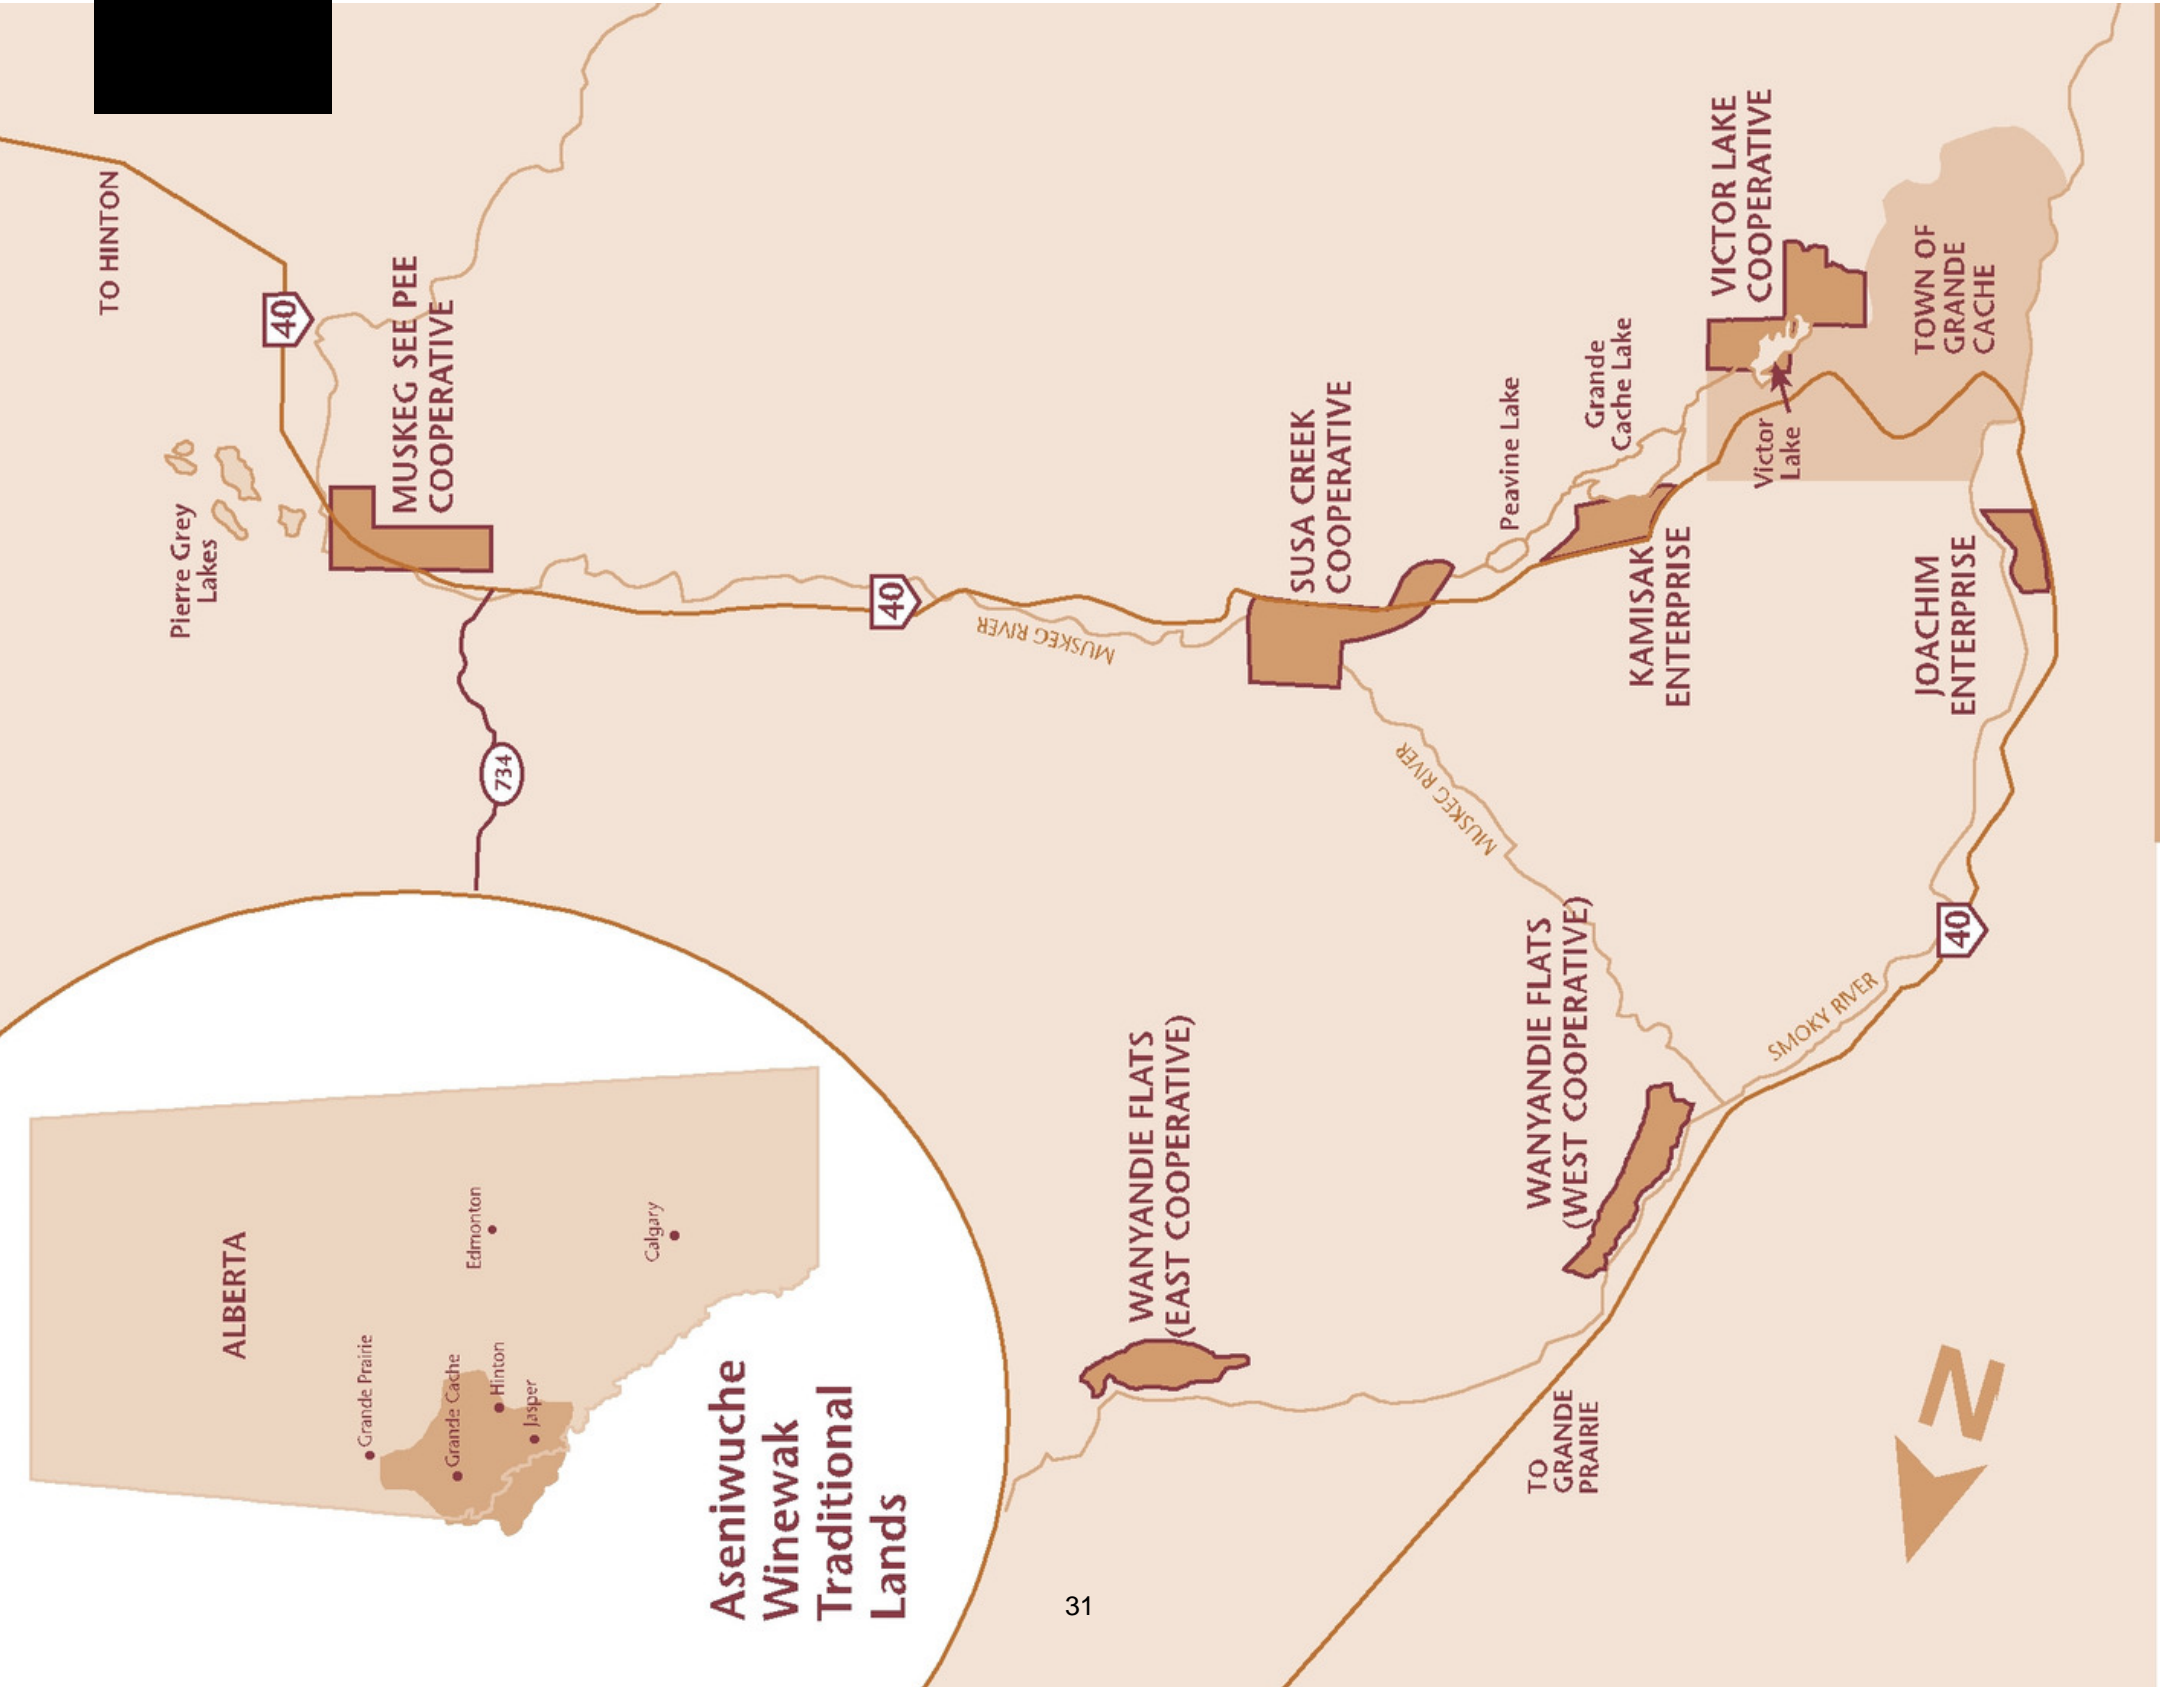 TO HINTON
40
Pierre Grey
Lakes
MUSKEG SEE PEE
COOPERATIVE
734
40
MUSKEG RIVER
SUSA CREEK
COOPERATIVE
Peavine Lake
Grande
Cache Lake
KAMISAK
ENTERPRISE
VICTOR LAKE
COOPERATIVE
Victor
Lake
TOWN OF
GRANDE
CACHE
JOACHIM
ENTERPRISE
MUSKEG RIVER
40
SMOKY RIVER
WANYANDIE FLATS
(WEST COOPERATIVE)
WANYANDIE FLATS
(EAST COOPERATIVE)
TO
GRANDE
PRAIRIE
N
ALBERTA
Grande Prairie
Grande Cache
Hinton
Jasper
Edmonton
Calgary
Aseniwuche
Winewak
Traditional
Lands
31